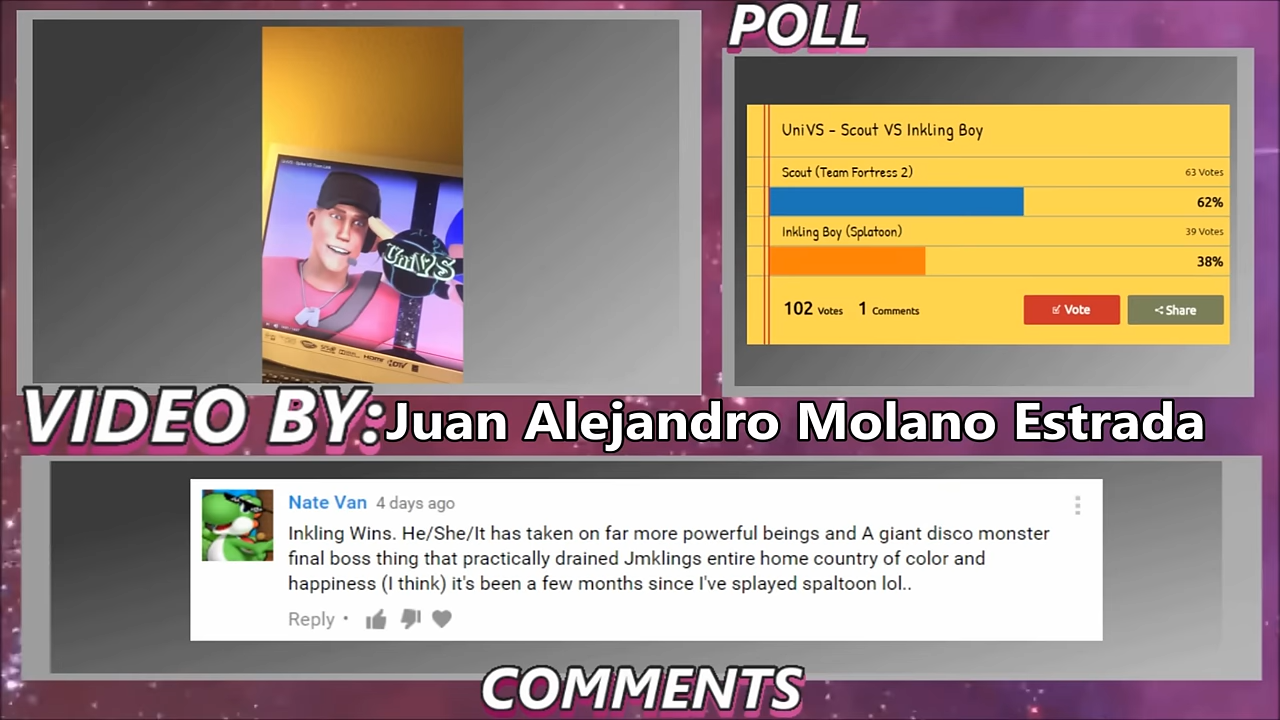 POLL
UniVS - Scout VS Inkling Boy
Scout (Team Fortress 2) 63 Votes
62%
Inkling Boy (Splatoon) 39 Votes
38%
102 Votes 1 Comments Vote Share
UniVS
HDMI
VIDEO BY: Juan Alejandro Molano Estrada
Nate Van 4 days ago
Inkling Wins. He/She/It has taken on far more powerful beings and A giant disco monster
final boss thing that practically drained Jmklings entire home country of color and
happiness (I think) it's been a few months since I've splayed spaltoon lol..
Reply •
COMMENTS